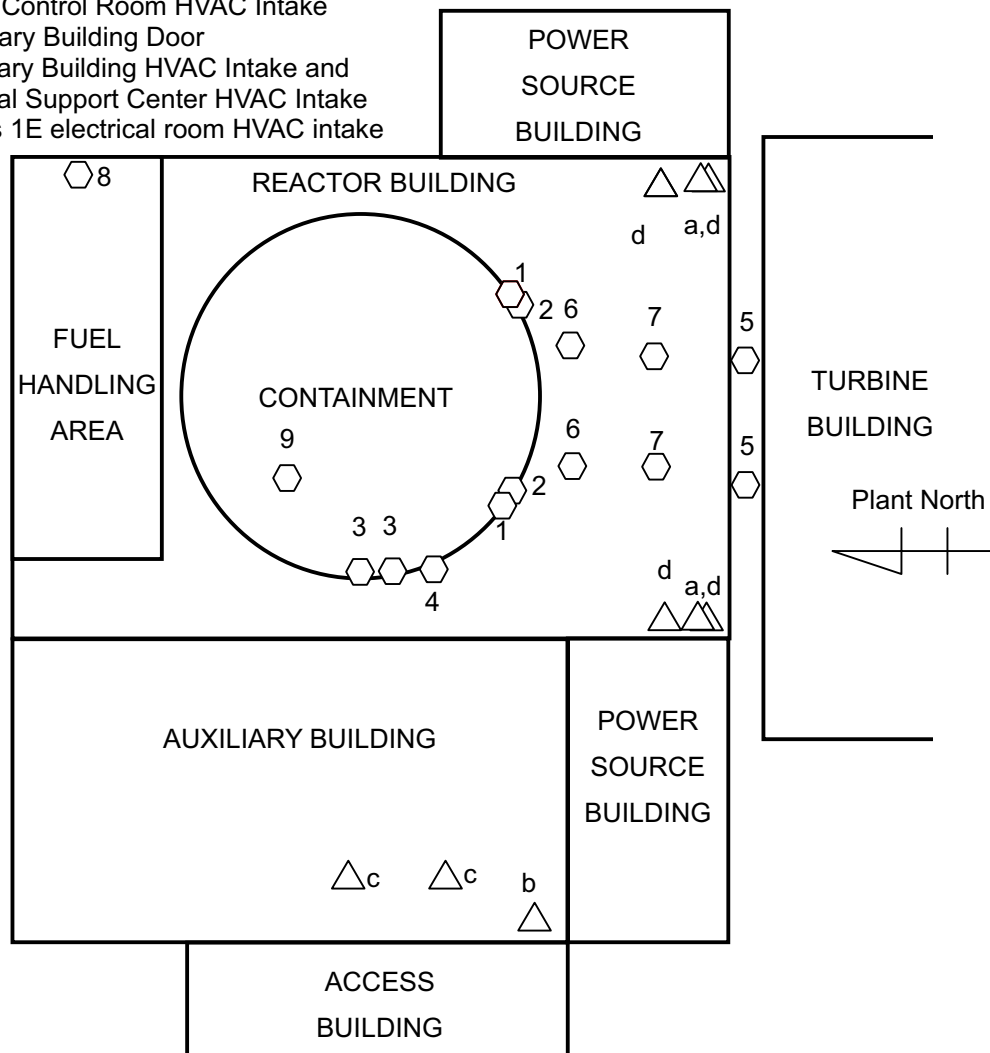 Control Room HVAC Intake
ary Building Door
ary Building HVAC Intake and
al Support Center HVAC Intake
s 1E electrical room HVAC intake
POWER
SOURCE
BUILDING
8
REACTOR BUILDING
d
a,d
1
2
6
7
5
FUEL
HANDLING
AREA
CONTAINMENT
TURBINE
BUILDING
9
6
7
5
2
Plant North
3
3
1
4
d
a,d
AUXILIARY BUILDING
POWER
SOURCE
BUILDING
c
c
b
ACCESS
BUILDING